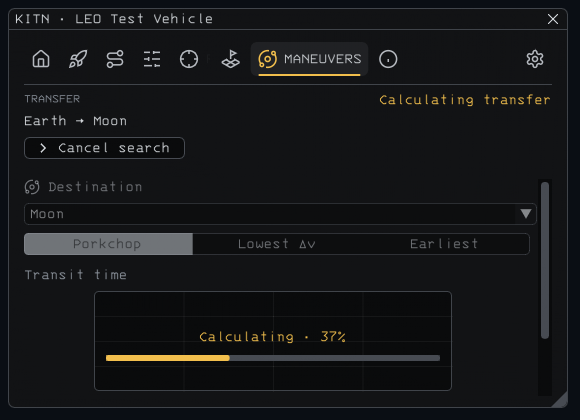 KITN · LEO Test Vehicle
MANEUVERS
TRANSFER
Calculating transfer
Earth → Moon
> Cancel search
Destination
Moon
Porkchop Lowest Δv Earliest
Transit time
Calculating · 37%